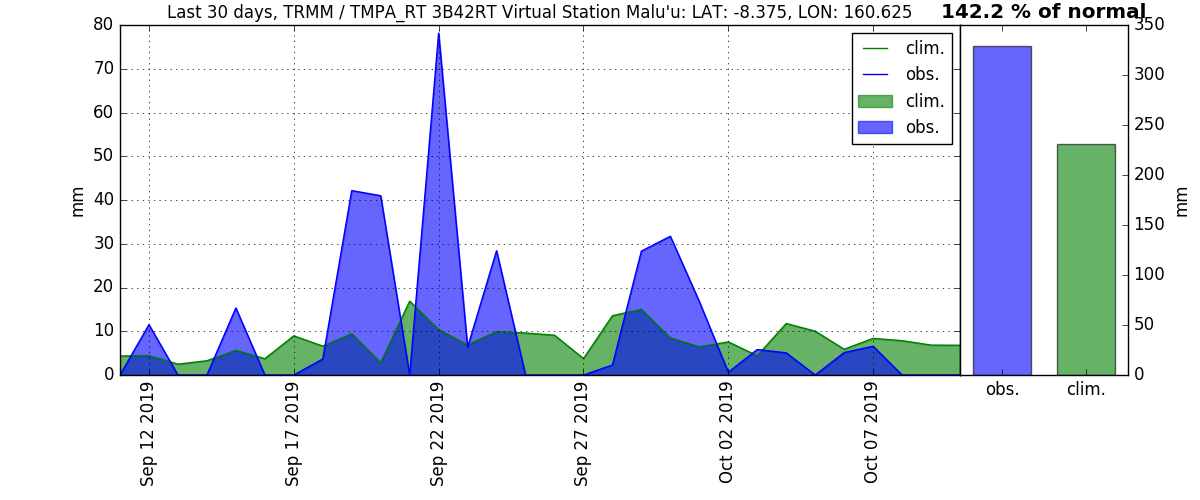 Last 30 days, TRMM / TMPA_RT 3B42RT Virtual Station Malu'u: LAT: -8.375, LON: 160.625
142.2 % of normal
80
70
60
50
40
30
20
10
0
mm
clim.
obs.
clim.
obs.
350
300
250
200
150
100
50
0
mm
Sep 12 2019
Sep 17 2019
Sep 22 2019
Sep 27 2019
Oct 02 2019
Oct 07 2019
obs.
clim.